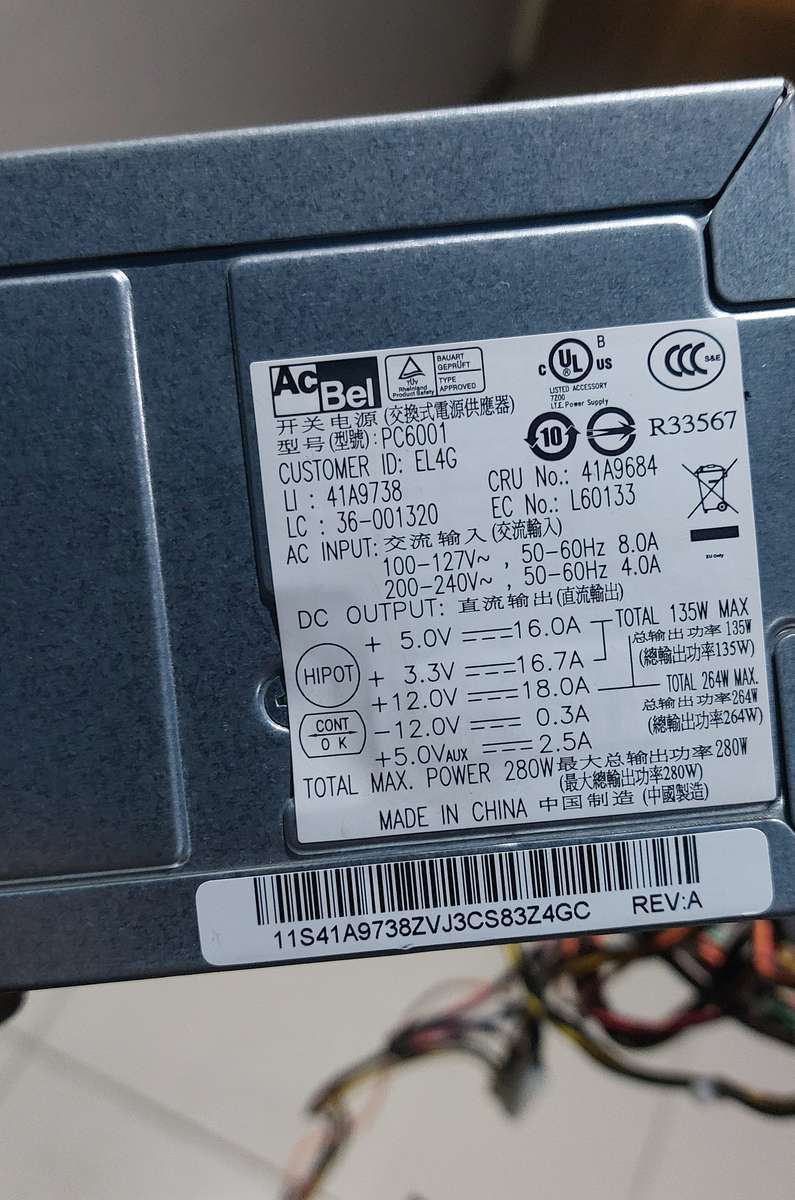 AcBel
TÜV Rheinland Product Safety
BAUART GEPRÜFT
TYPE APPROVED
c UL US B
®
LISTED ACCESSORY
7Z00
I.T.E. Power Supply
CCC S&E
开关电源 (交換式電源供應器)
型号(型號): PC6001
10
R33567
CUSTOMER ID: EL4G
CRU No.: 41A9684
LI : 41A9738
EC No.: L60133
LC : 36-001320
EU Only
AC INPUT: 交流输入 (交流輸入)
100-127V~ , 50-60Hz 8.0A
200-240V~ , 50-60Hz 4.0A
DC OUTPUT: 直流输出 (直流輸出)
+ 5.0V 16.0A TOTAL 135W MAX
总输出功率 135W
(總輸出功率135W)
HIPOT
+ 3.3V 16.7A
+12.0V 18.0A TOTAL 264W MAX.
总输出功率264W
(總輸出功率264W)
CONT
O K
-12.0V 0.3A
+5.0VAUX 2.5A
TOTAL MAX. POWER 280W 最大总输出功率 280W
(最大總輸出功率280W)
MADE IN CHINA 中国制造 (中國製造)
11S41A9738ZVJ3CS83Z4GC REV:A